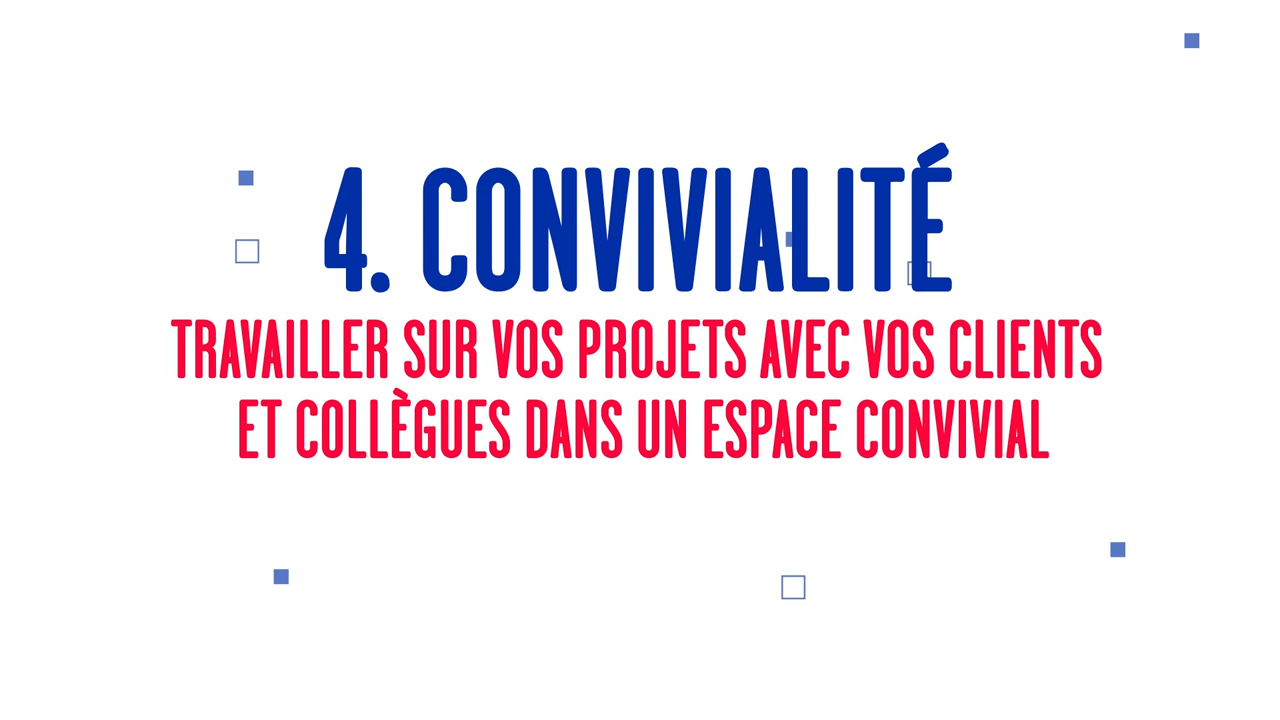 4. CONVIVIALITÉ
TRAVAILLER SUR VOS PROJETS AVEC VOS CLIENTS
ET COLLÈGUES DANS UN ESPACE CONVIVIAL